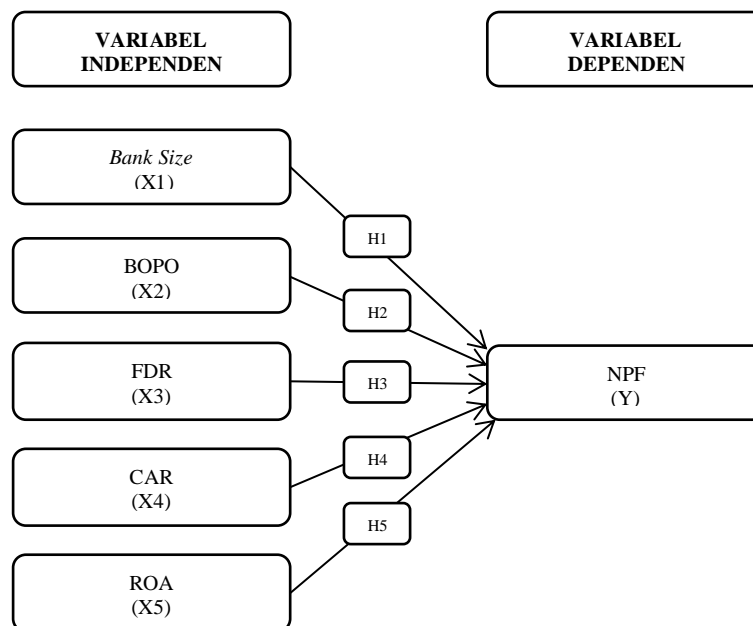 VARIABEL
INDEPENDEN
VARIABEL
DEPENDEN
Bank Size
(X1)
H1
BOPO
(X2)
H2
FDR
(X3)
H3
NPF
(Y)
CAR
(X4)
H4
H5
ROA
(X5)